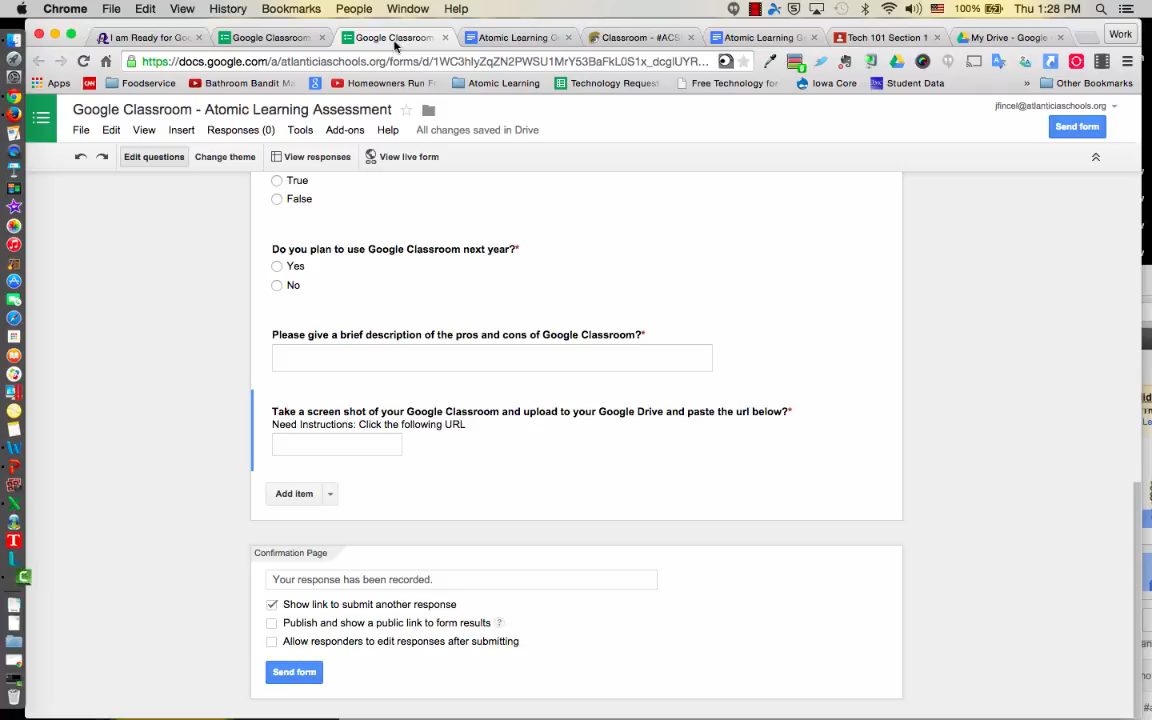 Chrome File Edit View History Bookmarks People Window Help 100% Thu 1:28 PM
I am Ready for Go Google Classroom Google Classroom Atomic Learning G Classroom - #ACS Atomic Learning G Tech 101 Section 1 My Drive - Google Work
https://docs.google.com/a/atlanticiaschools.org/forms/d/1WC3hlyZqZN2PWSU1MrY53BaFkL0S1x_dcglUYR...
Apps Foodservice Bathroom Bandit Ma Homeowners Run F Atomic Learning Technology Request Free Technology for Iowa Core Student Data » Other Bookmarks
Google Classroom - Atomic Learning Assessment
jfincel@atlanticiaschools.org
File Edit View Insert Responses (0) Tools Add-ons Help All changes saved in Drive
Send form
Edit questions Change theme View responses View live form
True
False
Do you plan to use Google Classroom next year?*
Yes
No
Please give a brief description of the pros and cons of Google Classroom?*
Take a screen shot of your Google Classroom and upload to your Google Drive and paste the url below?*
Need Instructions: Click the following URL
Add item
Confirmation Page
Your response has been recorded.
Show link to submit another response
Publish and show a public link to form results ?
Allow responders to edit responses after submitting
Send form